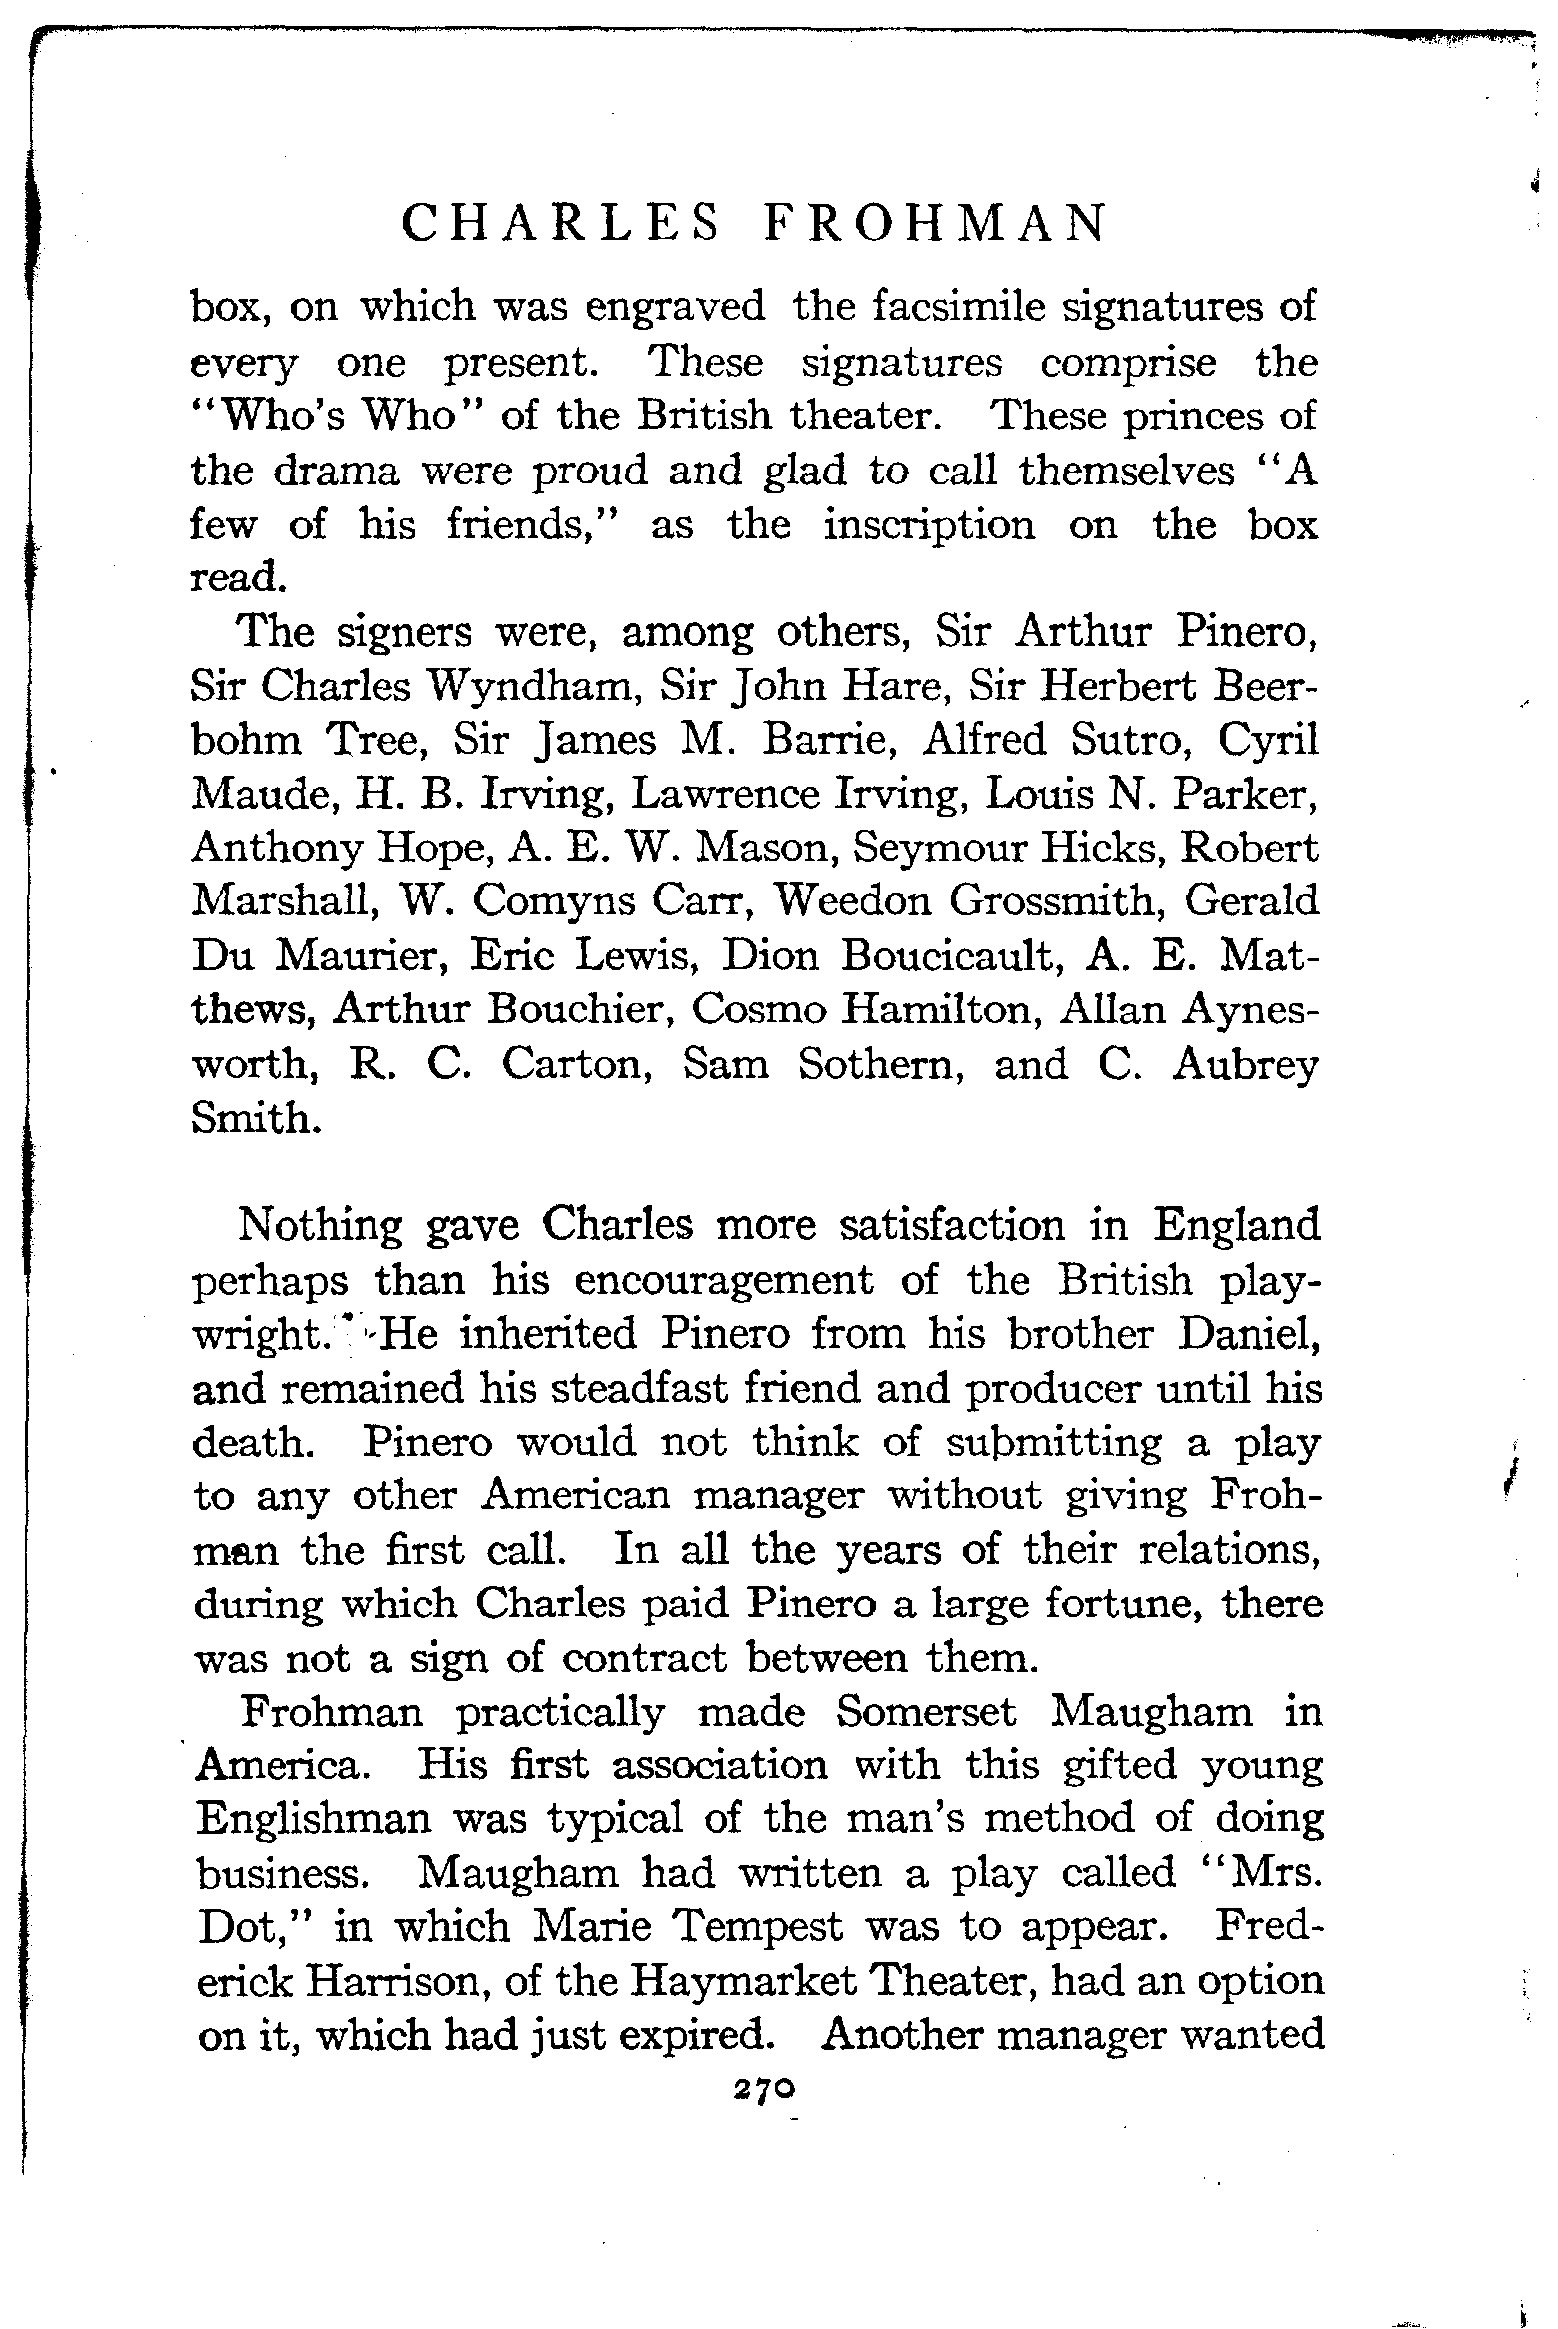 CHARLES FROHMAN
box, on which was engraved the facsimile signatures of
every one present. These signatures comprise the
"Who's Who" of the British theater. These princes of
the drama were proud and glad to call themselves "A
few of his friends," as the inscription on the box
read.
The signers were, among others, Sir Arthur Pinero,
Sir Charles Wyndham, Sir John Hare, Sir Herbert Beer-
bohm Tree, Sir James M. Barrie, Alfred Sutro, Cyril
Maude, H. B. Irving, Lawrence Irving, Louis N. Parker,
Anthony Hope, A. E. W. Mason, Seymour Hicks, Robert
Marshall, W. Comyns Carr, Weedon Grossmith, Gerald
Du Maurier, Eric Lewis, Dion Boucicault, A. E. Mat-
thews, Arthur Bouchier, Cosmo Hamilton, Allan Aynes-
worth, R. C. Carton, Sam Sothern, and C. Aubrey
Smith.
Nothing gave Charles more satisfaction in England
perhaps than his encouragement of the British play-
wright. He inherited Pinero from his brother Daniel,
and remained his steadfast friend and producer until his
death. Pinero would not think of submitting a play
to any other American manager without giving Froh-
man the first call. In all the years of their relations,
during which Charles paid Pinero a large fortune, there
was not a sign of contract between them.
Frohman practically made Somerset Maugham in
America. His first association with this gifted young
Englishman was typical of the man's method of doing
business. Maugham had written a play called "Mrs.
Dot," in which Marie Tempest was to appear. Fred-
erick Harrison, of the Haymarket Theater, had an option
on it, which had just expired. Another manager wanted
270